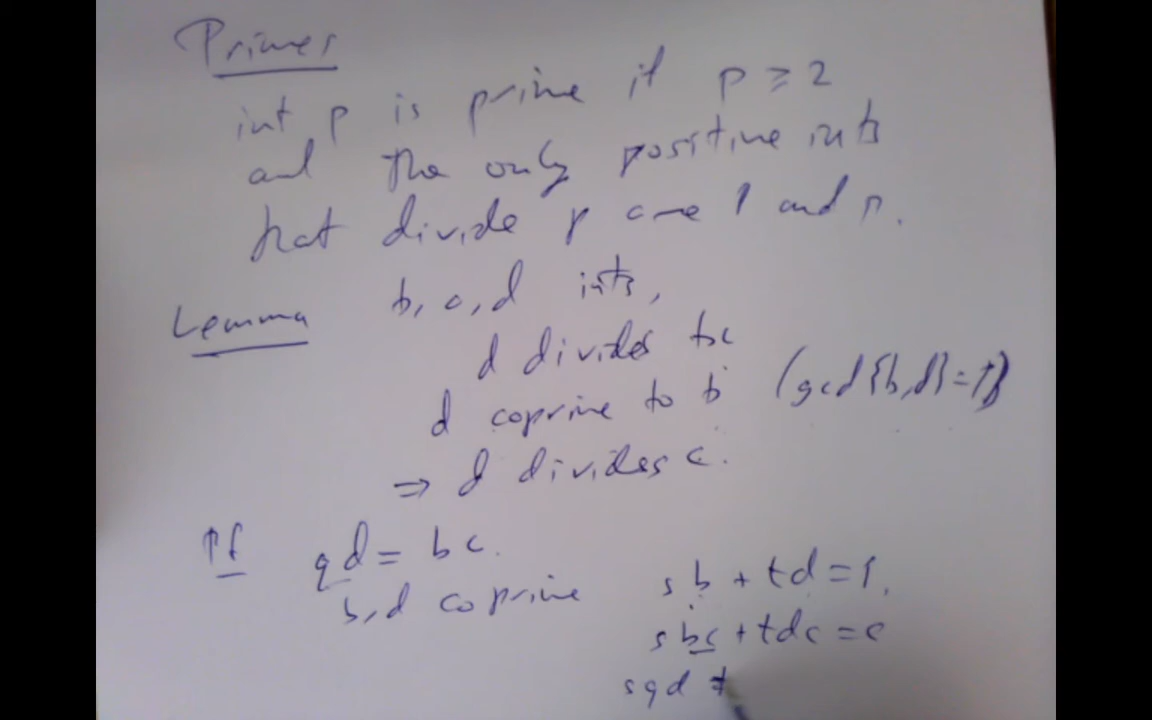 Primes
int p is prime if p ≥ 2
and the only positive ints
that divide p are 1 and p.
Lemma b, c, d ints,
d divides bc
d coprime to b (gcd{b,d}=1)
⇒ d divides c.
Pf qd = bc.
b,d coprime sb + td = 1.
sbc + tdc = c
sqd +